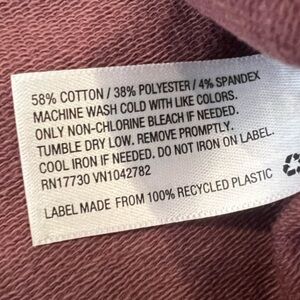 58% COTTON / 38% POLYESTER / 4% SPANDEX
MACHINE WASH COLD WITH LIKE COLORS.
ONLY NON-CHLORINE BLEACH IF NEEDED.
TUMBLE DRY LOW. REMOVE PROMPTLY.
COOL IRON IF NEEDED. DO NOT IRON ON LABEL.
RN17730 VN1042782
LABEL MADE FROM 100% RECYCLED PLASTIC